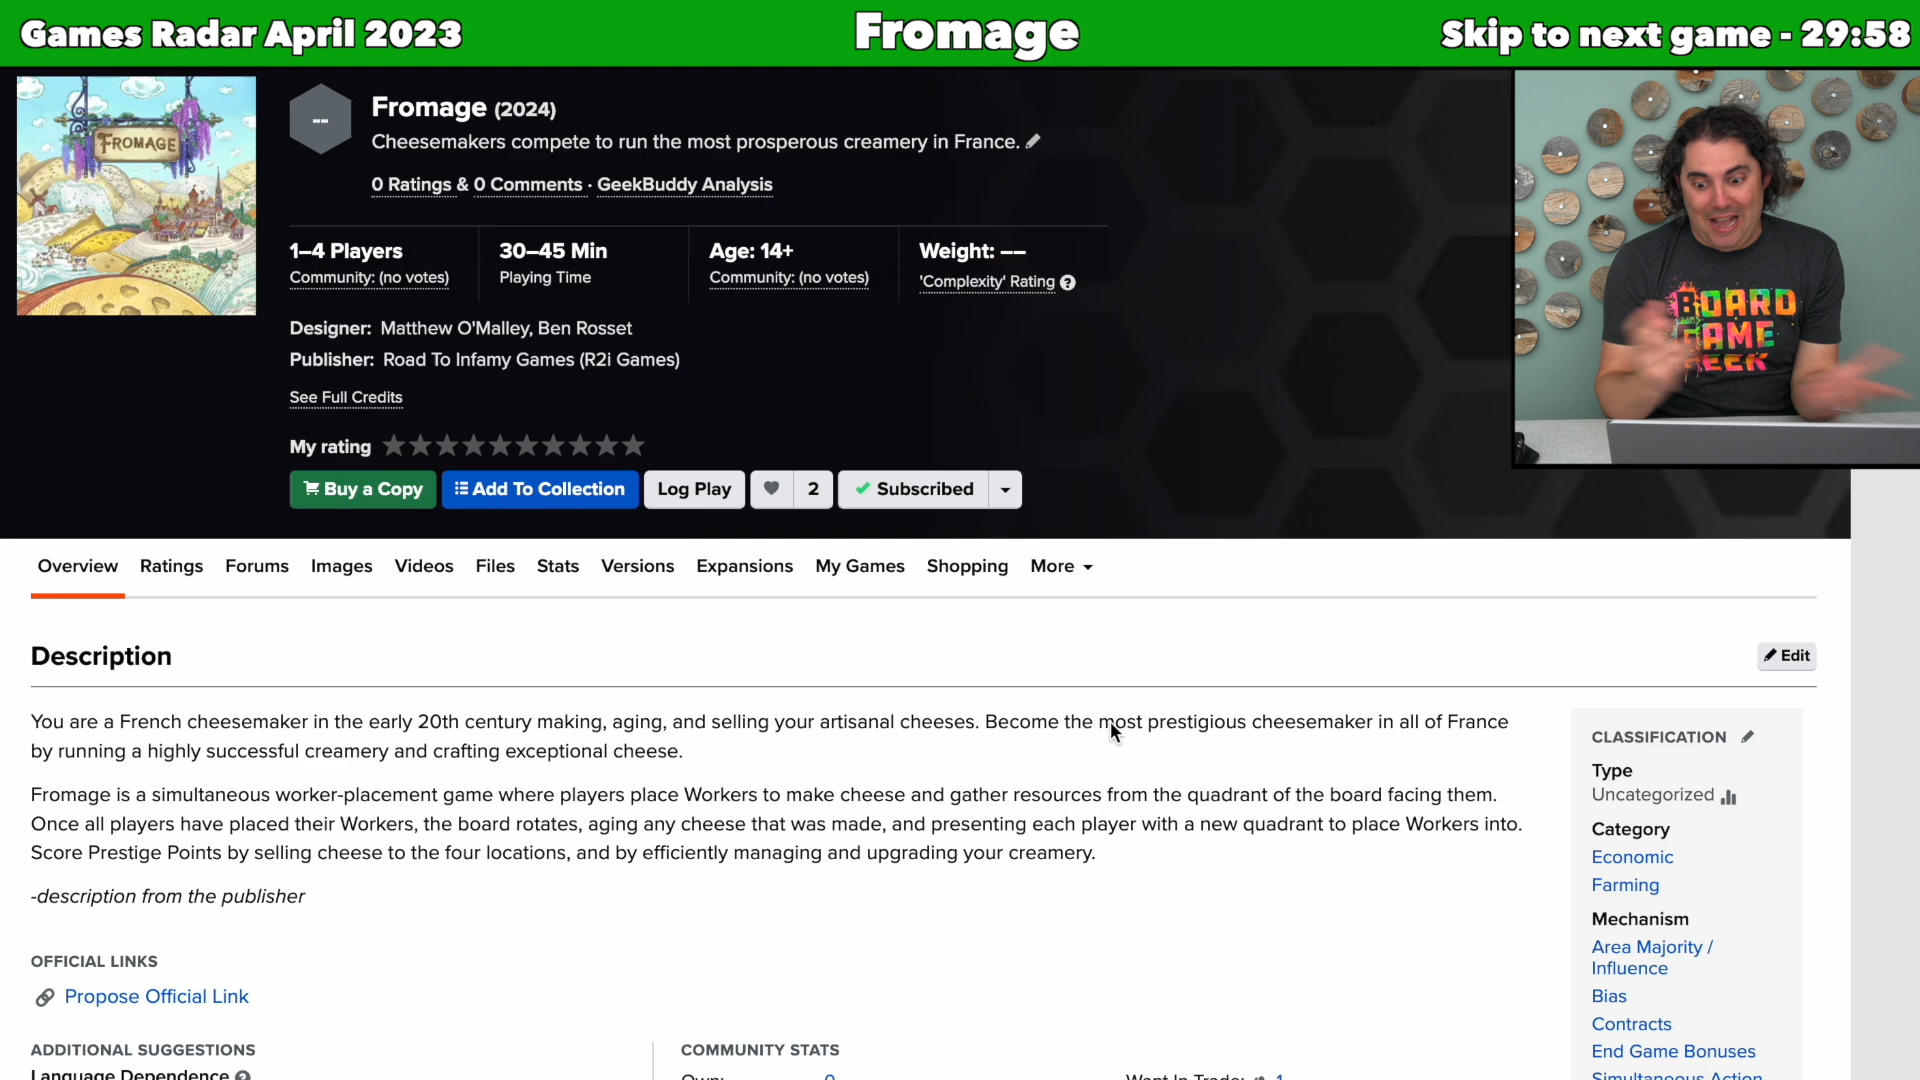 Games Radar April 2023
Fromage
Skip to next game - 29:58
FROMAGE
--
Fromage (2024)
Cheesemakers compete to run the most prosperous creamery in France.
0 Ratings & 0 Comments · GeekBuddy Analysis
1–4 Players
Community: (no votes)
30–45 Min
Playing Time
Age: 14+
Community: (no votes)
Weight: --
'Complexity' Rating
Designer: Matthew O'Malley, Ben Rosset
Publisher: Road To Infamy Games (R2i Games)
See Full Credits
My rating
Buy a Copy
Add To Collection
Log Play
2
Subscribed
BOARD
GAME
GEEK
Overview
Ratings
Forums
Images
Videos
Files
Stats
Versions
Expansions
My Games
Shopping
More
Description
Edit
You are a French cheesemaker in the early 20th century making, aging, and selling your artisanal cheeses. Become the most prestigious cheesemaker in all of France
by running a highly successful creamery and crafting exceptional cheese.
Fromage is a simultaneous worker-placement game where players place Workers to make cheese and gather resources from the quadrant of the board facing them.
Once all players have placed their Workers, the board rotates, aging any cheese that was made, and presenting each player with a new quadrant to place Workers into.
Score Prestige Points by selling cheese to the four locations, and by efficiently managing and upgrading your creamery.
-description from the publisher
OFFICIAL LINKS
Propose Official Link
ADDITIONAL SUGGESTIONS
Language Dependence
COMMUNITY STATS
Own:
0
Want In Trade:
1
CLASSIFICATION
Type
Uncategorized
Category
Economic
Farming
Mechanism
Area Majority /
Influence
Bias
Contracts
End Game Bonuses
Simultaneous Action